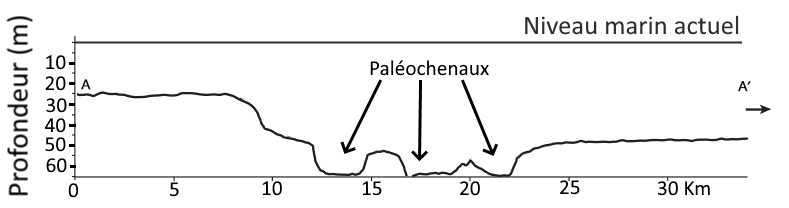 Niveau marin actuel
Profondeur (m)
Paléochenaux
A
A′
10
20
30
40
50
60
0 5 10 15 20 25 30 Km